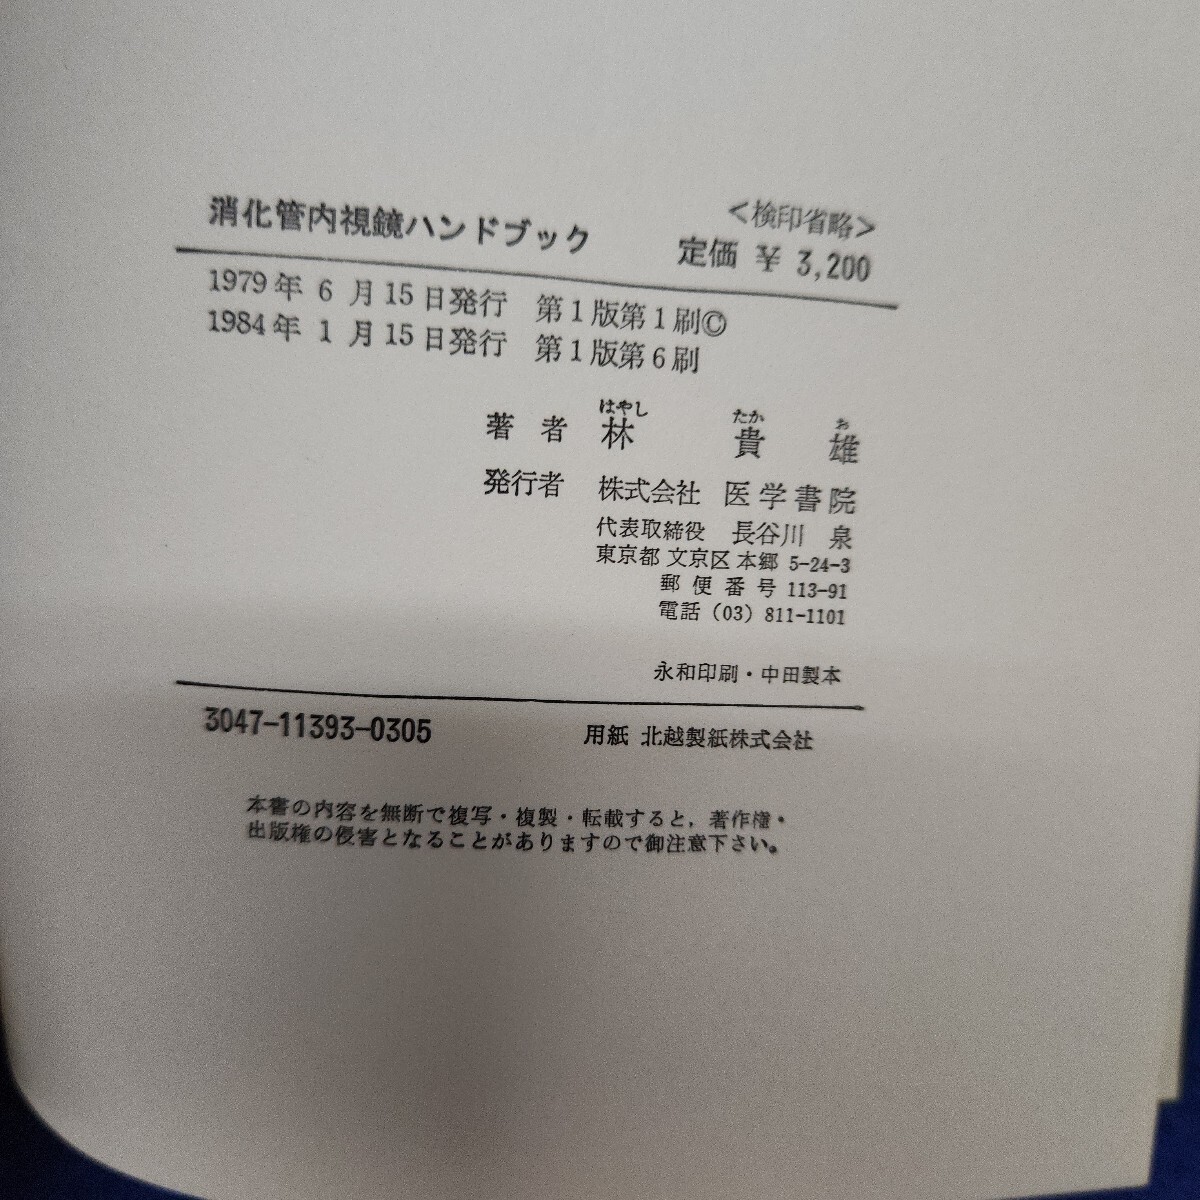 消化管内視鏡ハンドブック
<検印省略>
定価 ¥ 3,200
1979年 6 月15日発行 第1版第1刷©
1984年 1 月15日発行 第1版第6刷
はやし たか お
著者 林 貴 雄
発行者 株式会社 医学書院
代表取締役 長谷川 泉
東京都 文京区 本郷 5-24-3
郵便番号 113-91
電話 (03) 811-1101
永和印刷・中田製本
3047-11393-0305
用紙 北越製紙株式会社
本書の内容を無断で複写・複製・転載すると，著作権・
出版権の侵害となることがありますので御注意下さい。